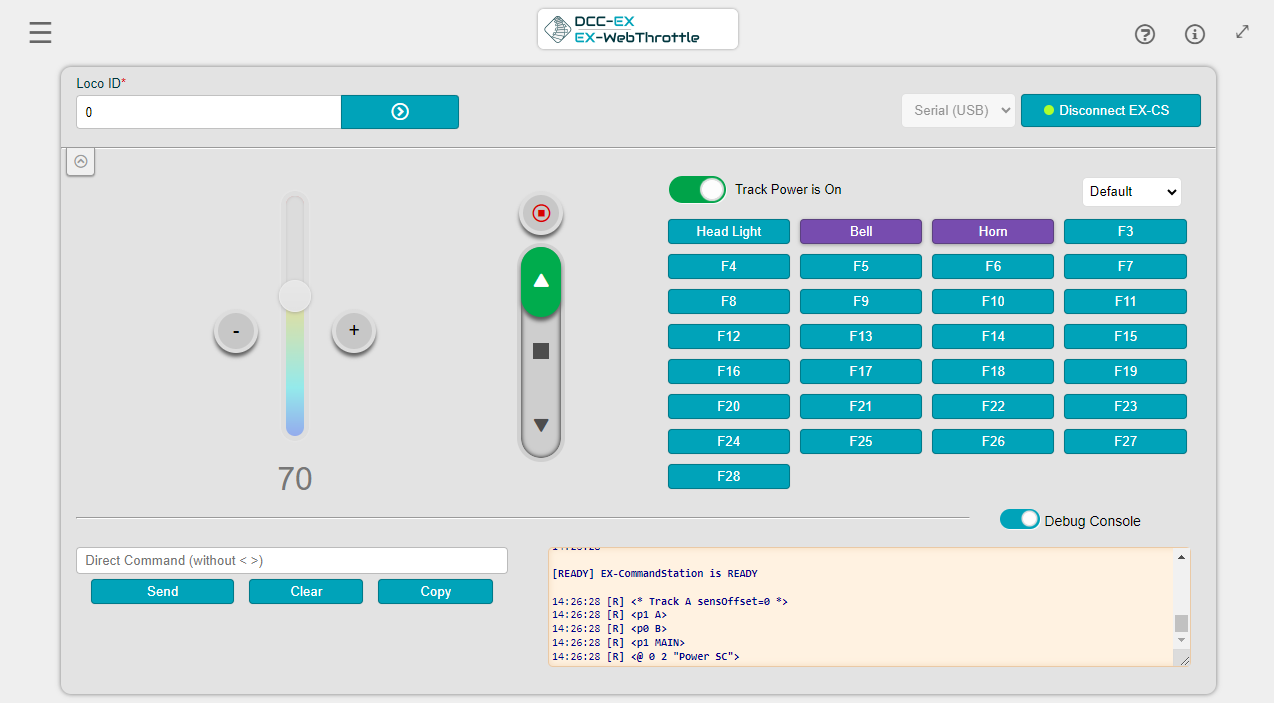 DCC-EX
EX-WebThrottle
Loco ID*
0
Serial (USB)
Disconnect EX-CS
Track Power is On
Default
Head Light Bell Horn F3
F4 F5 F6 F7
F8 F9 F10 F11
F12 F13 F14 F15
F16 F17 F18 F19
F20 F21 F22 F23
F24 F25 F26 F27
F28
- +
70
Debug Console
Direct Command (without < >)
Send Clear Copy
14:26:28
[READY] EX-CommandStation is READY
14:26:28 [R] <* Track A sensOffset=0 *>
14:26:28 [R] <p1 A>
14:26:28 [R] <p0 B>
14:26:28 [R] <p1 MAIN>
14:26:28 [R] <@ 0 2 "Power SC">